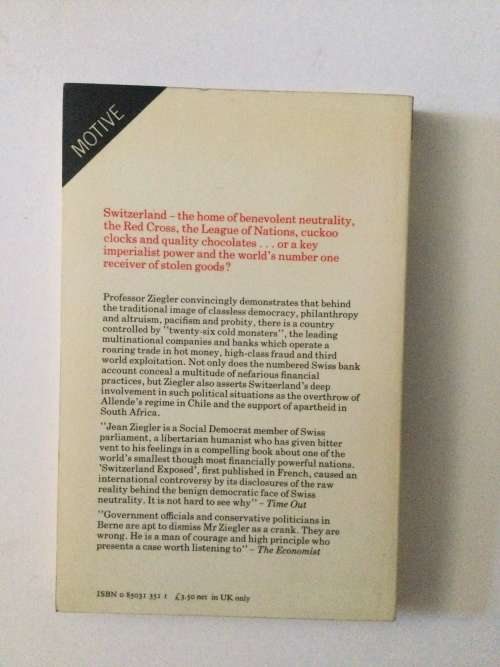 MOTIVE
Switzerland – the home of benevolent neutrality,
the Red Cross, the League of Nations, cuckoo
clocks and quality chocolates . . . or a key
imperialist power and the world's number one
receiver of stolen goods?
Professor Ziegler convincingly demonstrates that behind
the traditional image of classless democracy, philanthropy
and altruism, pacifism and probity, there is a country
controlled by "twenty-six cold monsters", the leading
multinational companies and banks which operate a
roaring trade in hot money, high-class fraud and third
world exploitation. Not only does the numbered Swiss bank
account conceal a multitude of nefarious financial
practices, but Ziegler also asserts Switzerland's deep
involvement in such political situations as the overthrow of
Allende's regime in Chile and the support of apartheid in
South Africa.
"Jean Ziegler is a Social Democrat member of Swiss
parliament, a libertarian humanist who has given bitter
vent to his feelings in a compelling book about one of the
world's smallest though most financially powerful nations.
'Switzerland Exposed', first published in French, caused an
international controversy by its disclosures of the raw
reality behind the benign democratic face of Swiss
neutrality. It is not hard to see why" – Time Out
"Government officials and conservative politicians in
Berne are apt to dismiss Mr Ziegler as a crank. They are
wrong. He is a man of courage and high principle who
presents a case worth listening to" – The Economist
ISBN 0 85031 351 1 £3.50 net in UK only